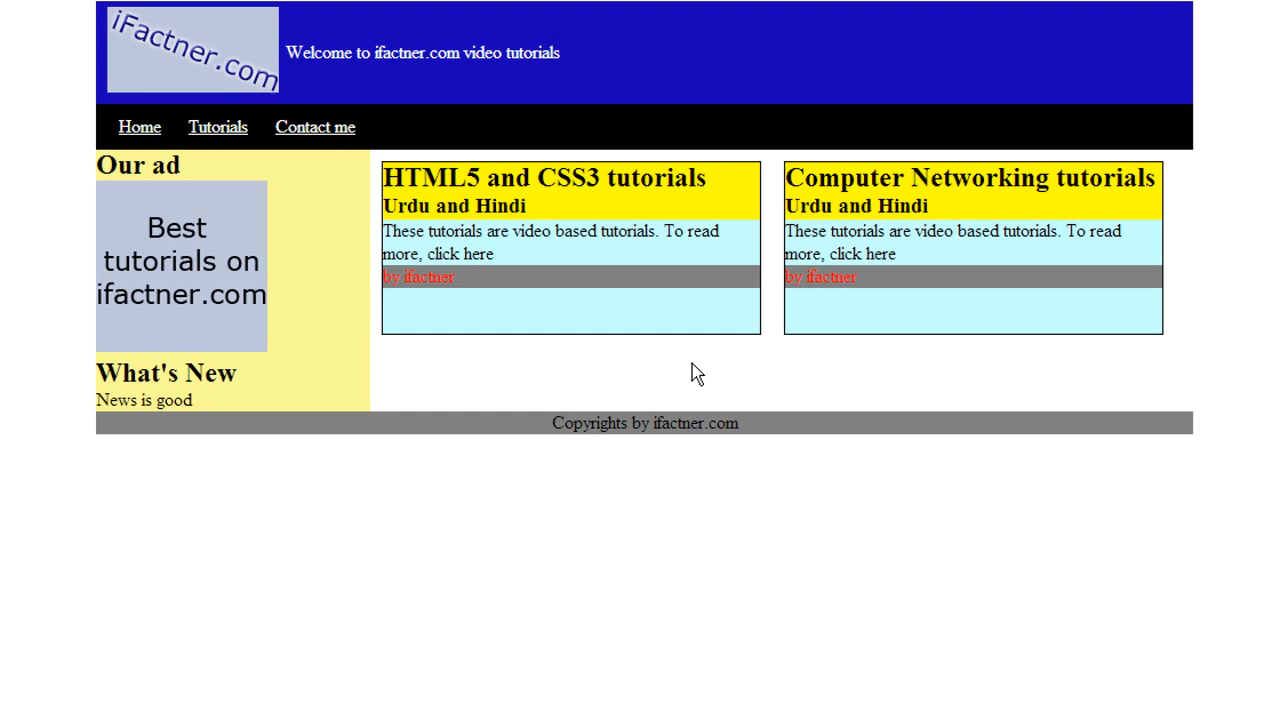 iFactner.com
Welcome to ifactner.com video tutorials
Home Tutorials Contact me
Our ad
Best
tutorials on
ifactner.com
What's New
News is good
HTML5 and CSS3 tutorials
Urdu and Hindi
These tutorials are video based tutorials. To read
more, click here
by ifactner
Computer Networking tutorials
Urdu and Hindi
These tutorials are video based tutorials. To read
more, click here
by ifactner
Copyrights by ifactner.com